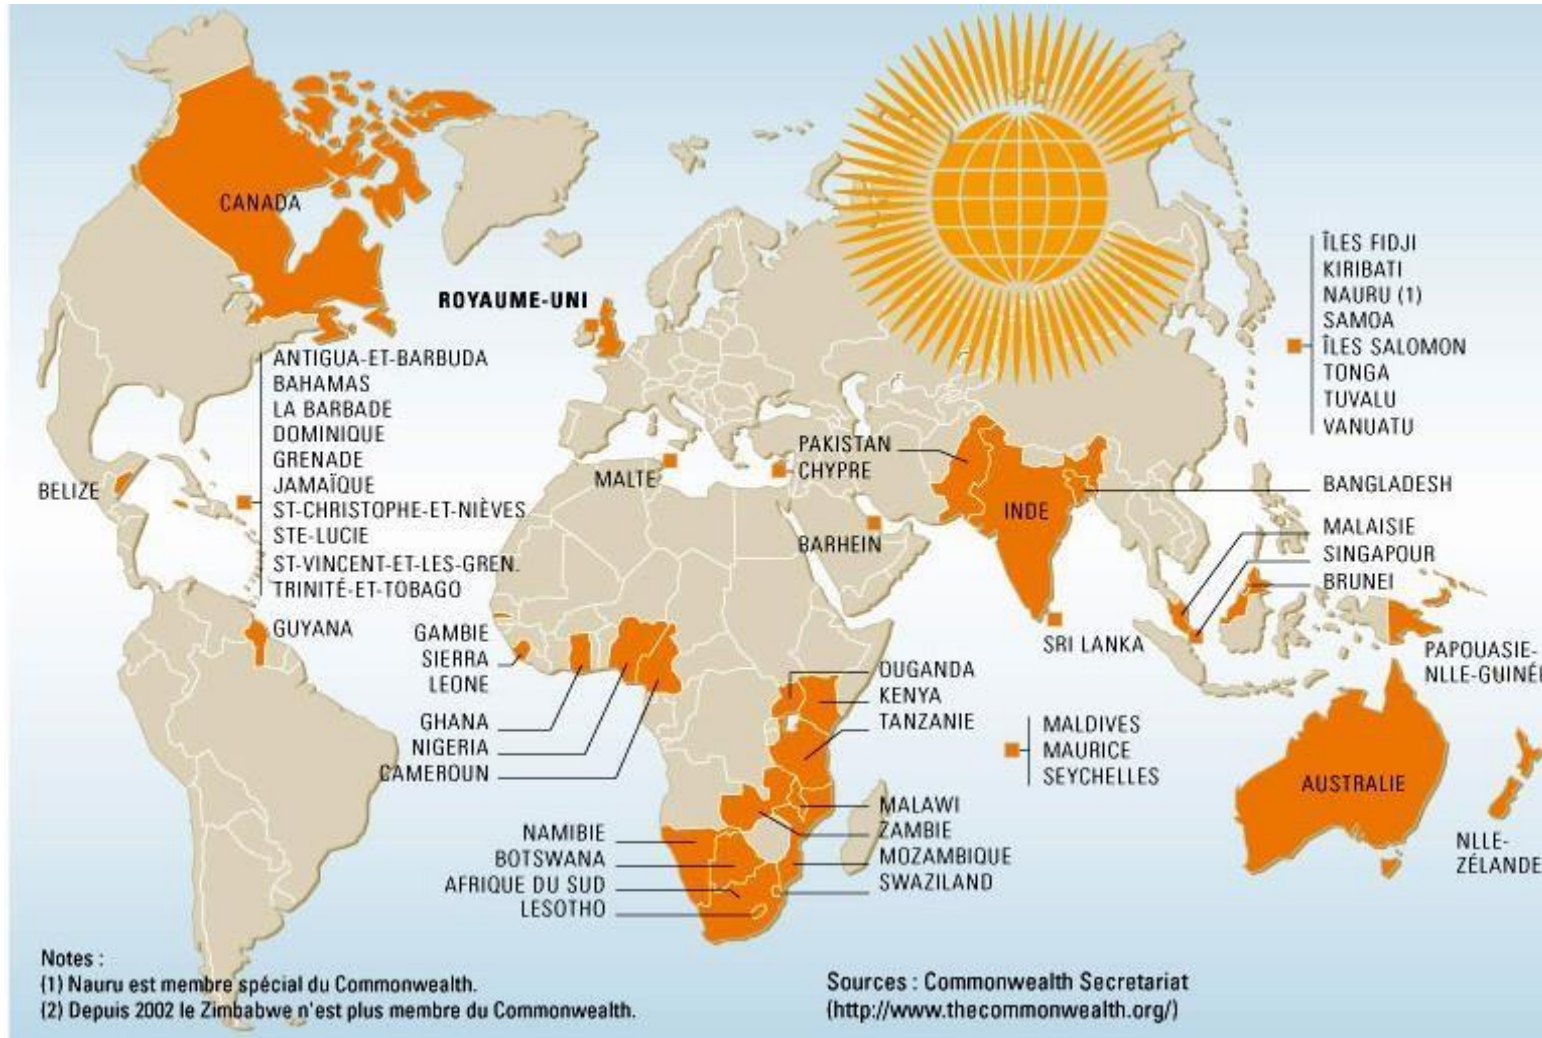 CANADA
ROYAUME-UNI
ANTIGUA-ET-BARBUDA
BAHAMAS
LA BARBADE
DOMINIQUE
GRENADE
JAMAÏQUE
ST-CHRISTOPHE-ET-NIÈVES
STE-LUCIE
ST-VINCENT-ET-LES-GREN.
TRINITÉ-ET-TOBAGO
BELIZE
GUYANA
MALTE
PAKISTAN
CHYPRE
BARHEIN
INDE
ÎLES FIDJI
KIRIBATI
NAURU (1)
SAMOA
ÎLES SALOMON
TONGA
TUVALU
VANUATU
BANGLADESH
MALAISIE
SINGAPOUR
BRUNEI
SRI LANKA
PAPOUASIE-
NLLE-GUINÉE
GAMBIE
SIERRA
LEONE
GHANA
NIGERIA
CAMEROUN
OUGANDA
KENYA
TANZANIE
MALDIVES
MAURICE
SEYCHELLES
AUSTRALIE
NLLE-
ZÉLANDE
MALAWI
ZAMBIE
MOZAMBIQUE
SWAZILAND
NAMIBIE
BOTSWANA
AFRIQUE DU SUD
LESOTHO
Notes :
(1) Nauru est membre spécial du Commonwealth.
(2) Depuis 2002 le Zimbabwe n'est plus membre du Commonwealth.
Sources : Commonwealth Secretariat
(http://www.thecommonwealth.org/)